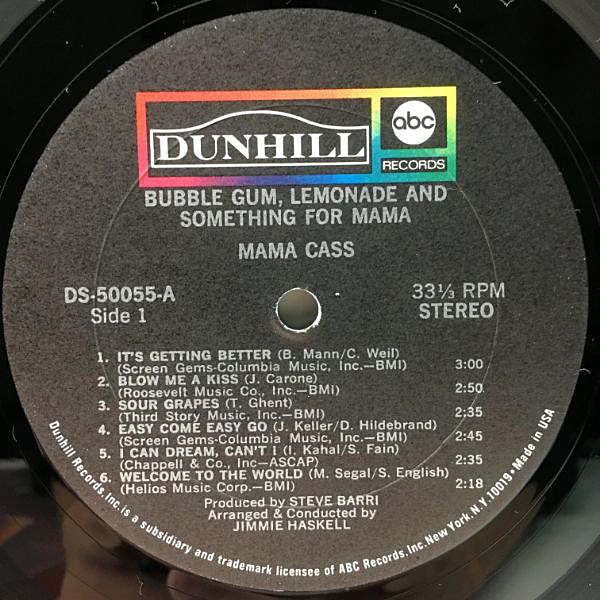 DUNHILL
abc
RECORDS
BUBBLE GUM, LEMONADE AND
SOMETHING FOR MAMA
MAMA CASS
DS-50055-A
Side 1
33⅓ RPM
STEREO
1. IT'S GETTING BETTER (B. Mann/C. Weil)
(Screen Gems-Columbia Music, Inc.—BMI) 3:00
2. BLOW ME A KISS (J. Carone)
(Roosevelt Music Co., Inc.—BMi) 2:50
3. SOUR GRAPES (T. Ghent)
(Third Story Music, Inc.—BMI) 2:35
4. EASY COME EASY GO (J. Keller/D. Hildebrand)
(Screen Gems-Columbia Music, Inc.—BMI) 2:45
5. I CAN DREAM, CAN'T I (I. Kahal/S. Fain)
(Chappell & Co., Inc—ASCAP) 2:35
6. WELCOME TO THE WORLD (M. Segal/S. English)
(Helios Music Corp.—BMI) 2:18
Produced by STEVE BARRI
Arranged & Conducted by
JIMMIE HASKELL
Dunhill Records, Inc. is a subsidiary and trademark licensee of ABC Records, Inc. New York, N.Y. 10019 • Made in USA